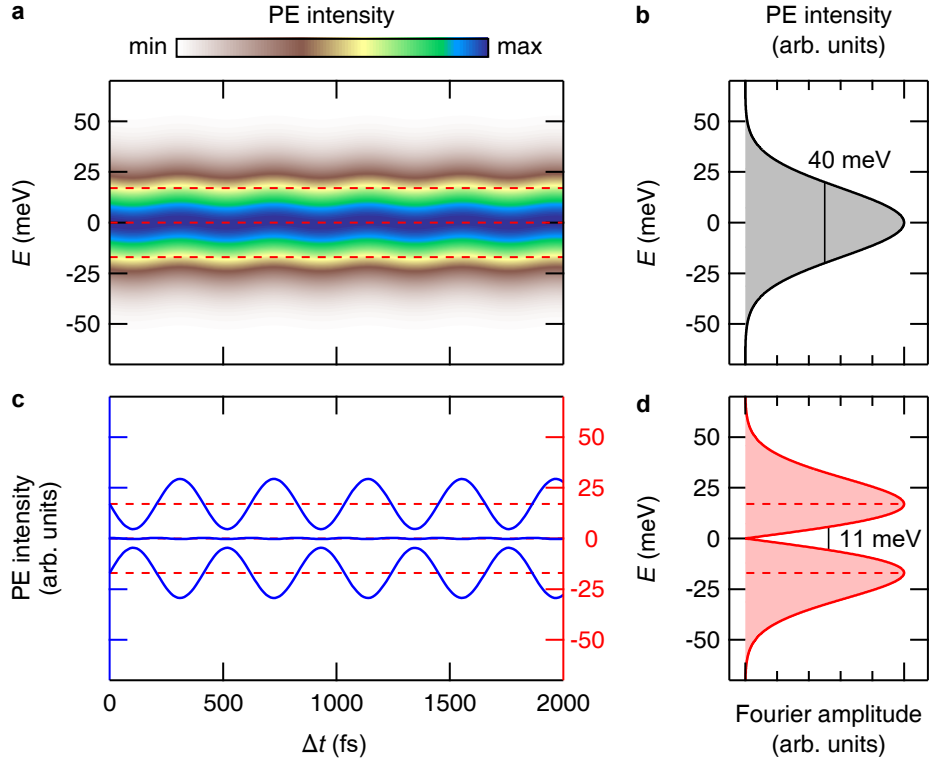 a
PE intensity
min
max
50
25
0
-25
-50
E (meV)
b
PE intensity
(arb. units)
50
25
0
-25
-50
E (meV)
40 meV
c
PE intensity
(arb. units)
50
25
0
-25
-50
0
500
1000
1500
2000
Δt (fs)
d
50
25
0
-25
-50
E (meV)
11 meV
Fourier amplitude
(arb. units)